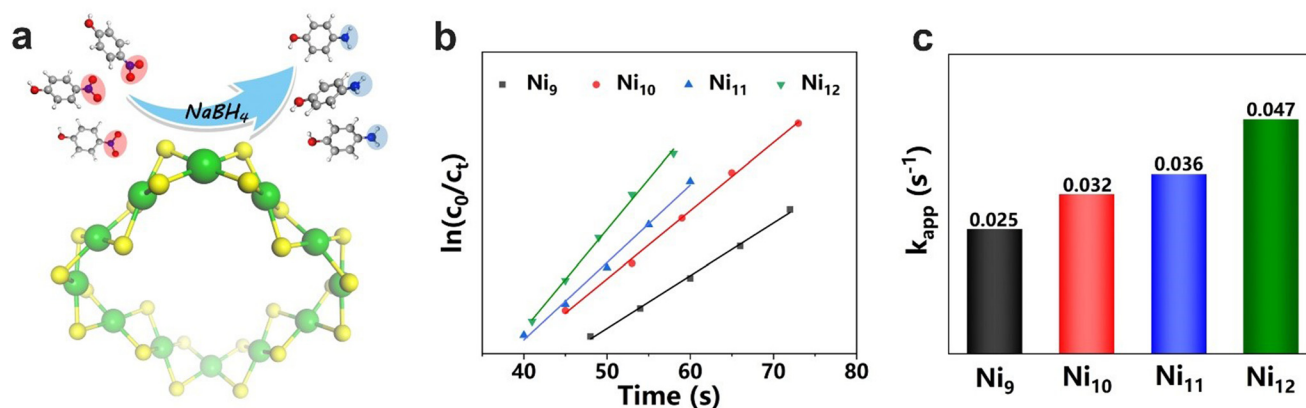 a
NaBH₄
b
Ni₉ Ni₁₀ Ni₁₁ Ni₁₂
ln(c₀/cₜ)
40 50 60 70 80
Time (s)
c
kₐₚₚ (s⁻¹)
0.025
0.032
0.036
0.047
Ni₉ Ni₁₀ Ni₁₁ Ni₁₂